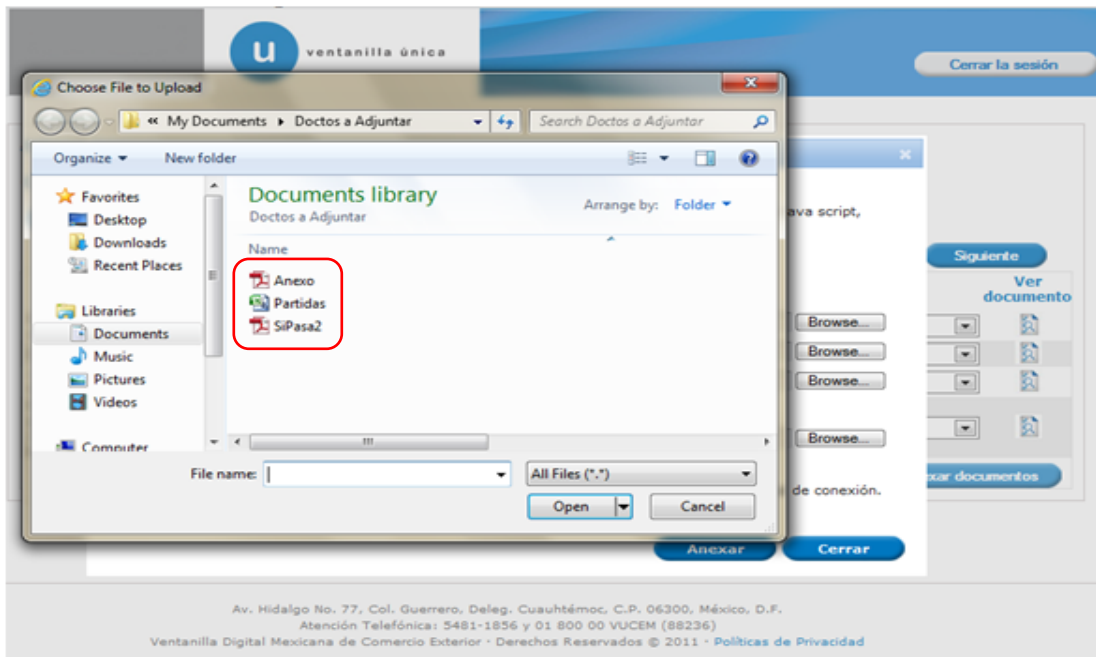 u ventanilla única
Cerrar la sesión
Choose File to Upload
My Documents Doctos a Adjuntar
Search Doctos a Adjuntar
Organize New folder
Favorites
Desktop
Downloads
Recent Places
Libraries
Documents
Music
Pictures
Videos
Computer
Documents library
Doctos a Adjuntar
Arrange by: Folder
Name
Anexo
Partidas
SiPasa2
File name:
All Files (*.*)
Open Cancel
ava script,
Siguiente
Ver
documento
Browse...
Browse...
Browse...
Browse...
xar documentos
de conexión.
Anexar Cerrar
Av. Hidalgo No. 77, Col. Guerrero, Deleg. Cuauhtémoc, C.P. 06300, México, D.F.
Atención Telefónica: 5481-1856 y 01 800 00 VUCEM (88236)
Ventanilla Digital Mexicana de Comercio Exterior · Derechos Reservados © 2011 · Políticas de Privacidad